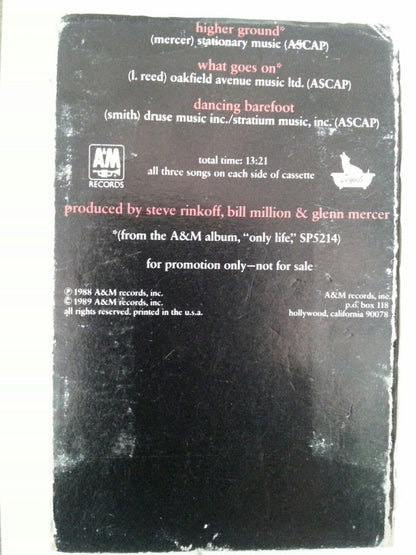 higher ground*
(mercer) stationary music (ASCAP)
what goes on*
(l. reed) oakfield avenue music ltd. (ASCAP)
dancing barefoot
(smith) druse music inc./stratium music, inc. (ASCAP)
A&M
RECORDS
total time: 13:21
all three songs on each side of cassette
produced by steve rinkoff, bill million & glenn mercer
*(from the A&M album, "only life," SP5214)
for promotion only—not for sale
℗ 1988 A&M records, inc.
© 1989 A&M records, inc.
all rights reserved. printed in the u.s.a.
A&M records, inc.
p.o. box 118
hollywood, california 90078